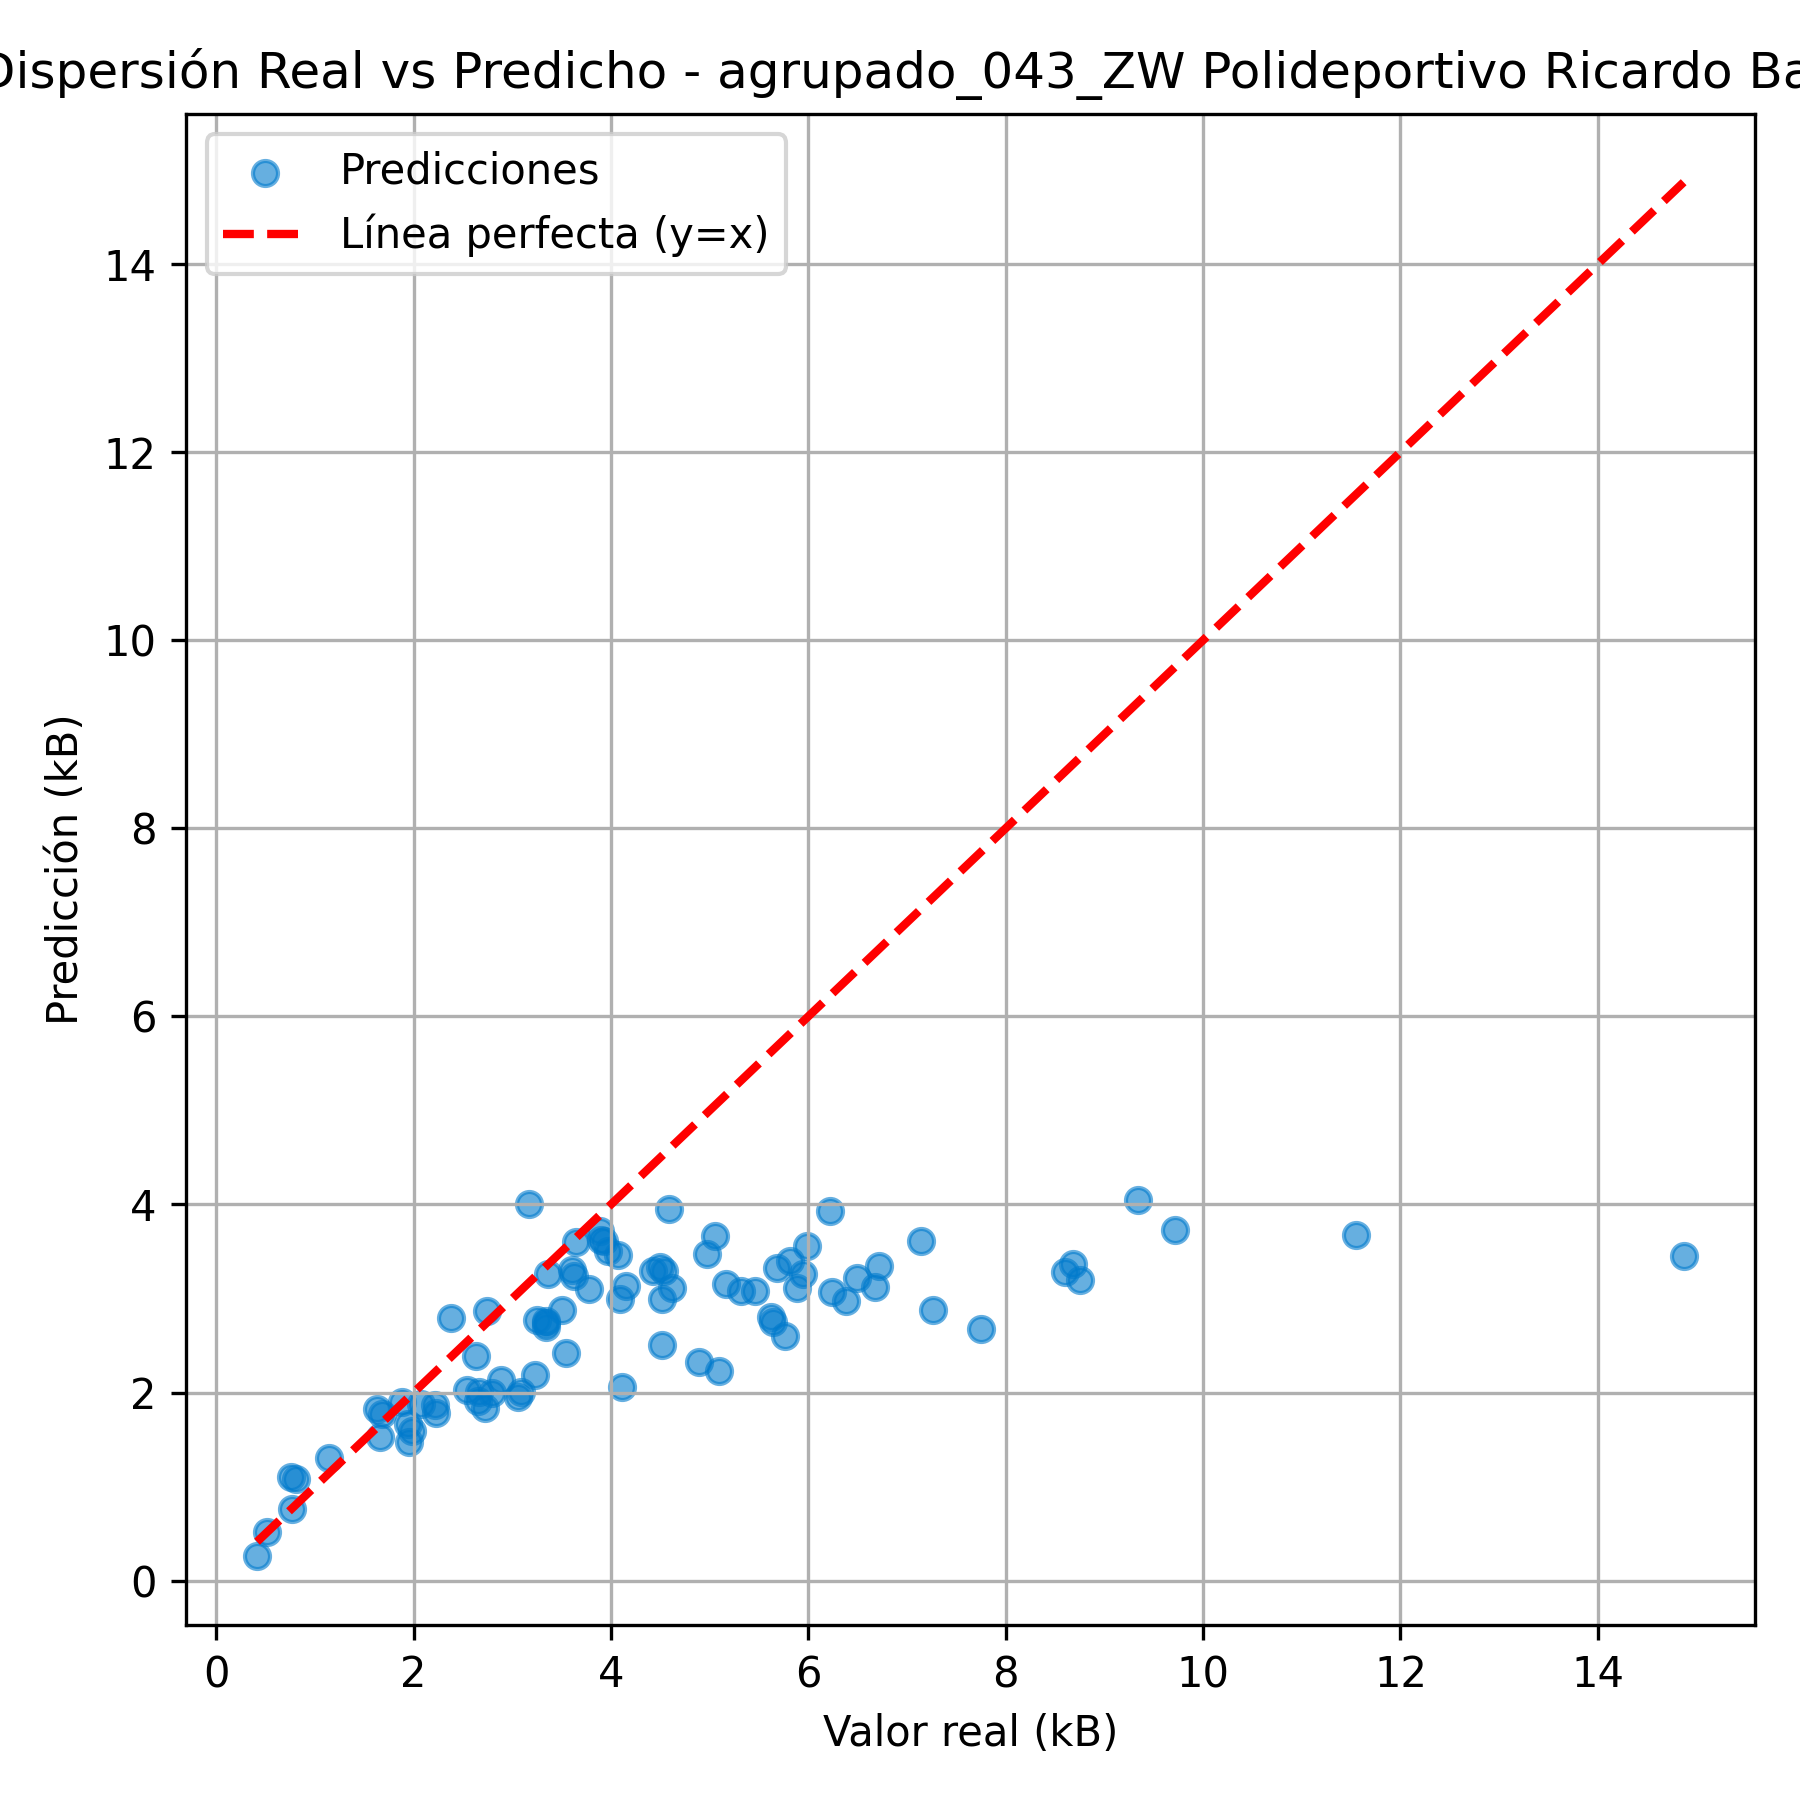 Dispersión Real vs Predicho - agrupado_043_ZW Polideportivo Ricardo Ba
Predicciones
Línea perfecta (y=x)
14
12
10
8
6
4
2
0
Predicción (kB)
0 2 4 6 8 10 12 14
Valor real (kB)